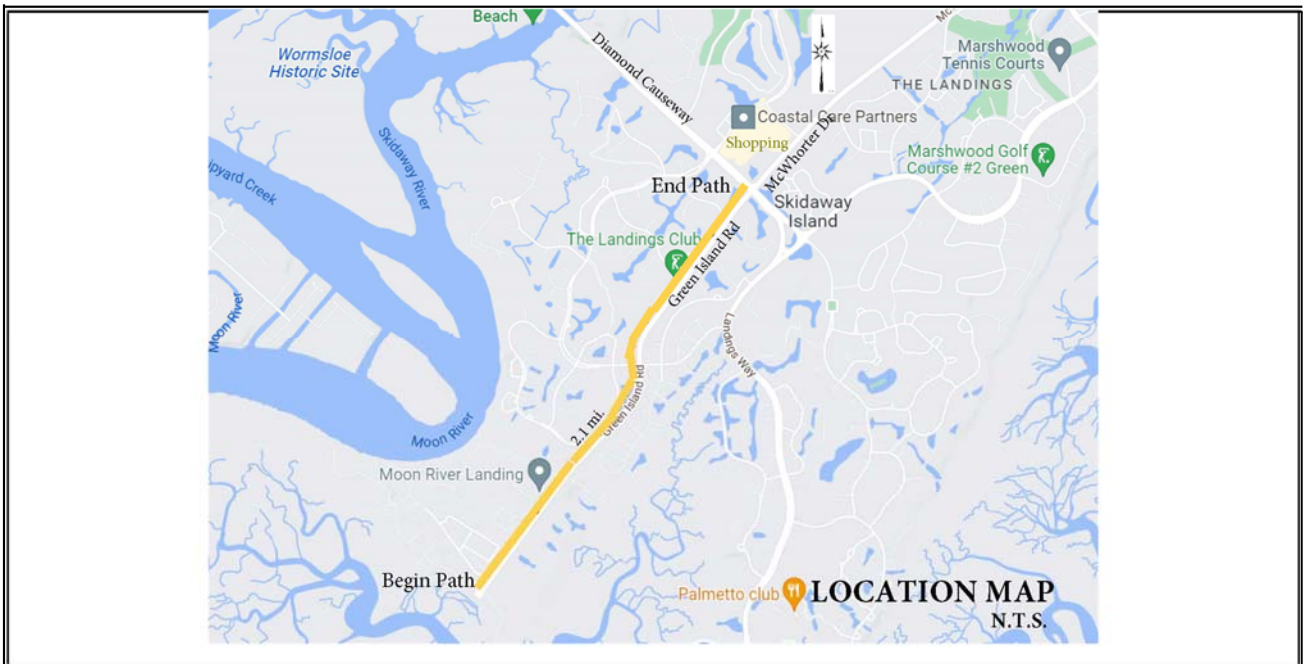 Beach
Mc
Wormsloe
Historic Site
Diamond Causeway
Marshwood
Tennis Courts
THE LANDINGS
Coastal Care Partners
Shopping
McWhorter Dr
Skidaway River
Marshwood Golf
Course #2 Green
ipyard Creek
End Path
Skidaway
Island
The Landings Club
Green Island Rd
Moon River
Landings Way
Green Island Rd
2.1 mi.
Moon River
Moon River Landing
Begin Path
Palmetto club
LOCATION MAP
N.T.S.